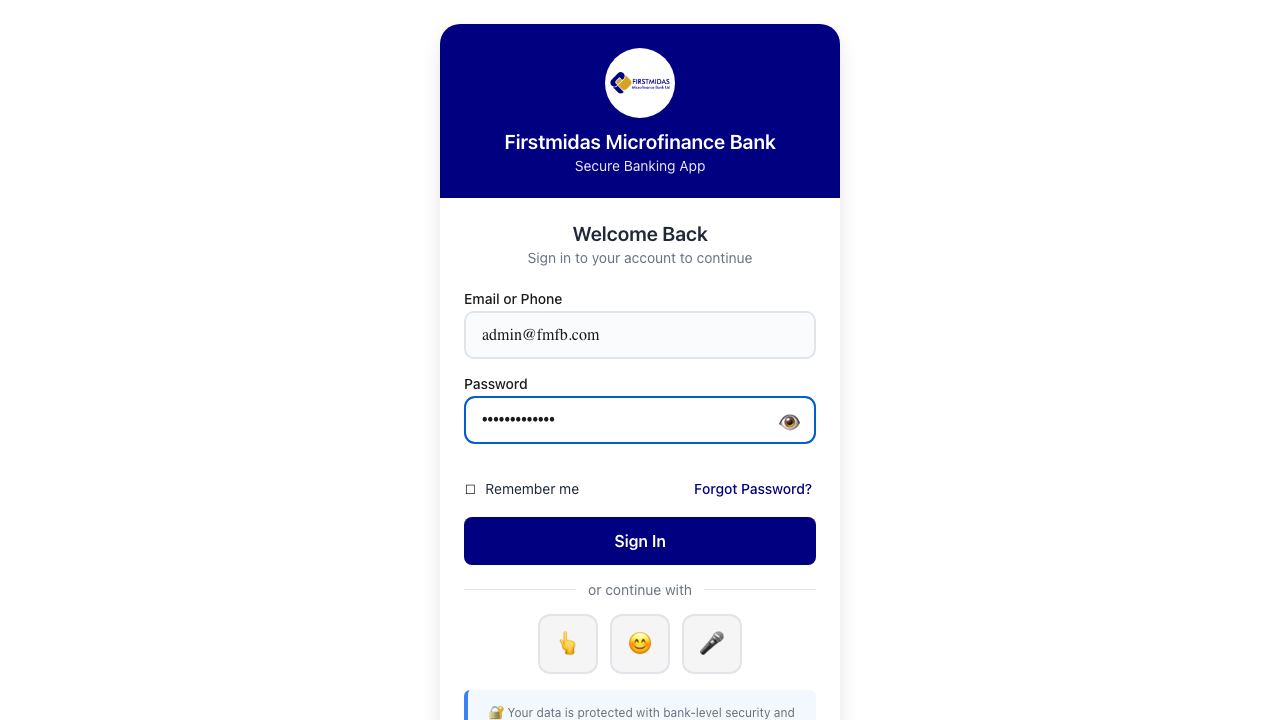 FIRSTMIDAS
Microfinance Bank Ltd
Firstmidas Microfinance Bank
Secure Banking App
Welcome Back
Sign in to your account to continue
Email or Phone
admin@fmfb.com
Password
•••••••••••••
Remember me
Forgot Password?
Sign In
or continue with
Your data is protected with bank-level security and